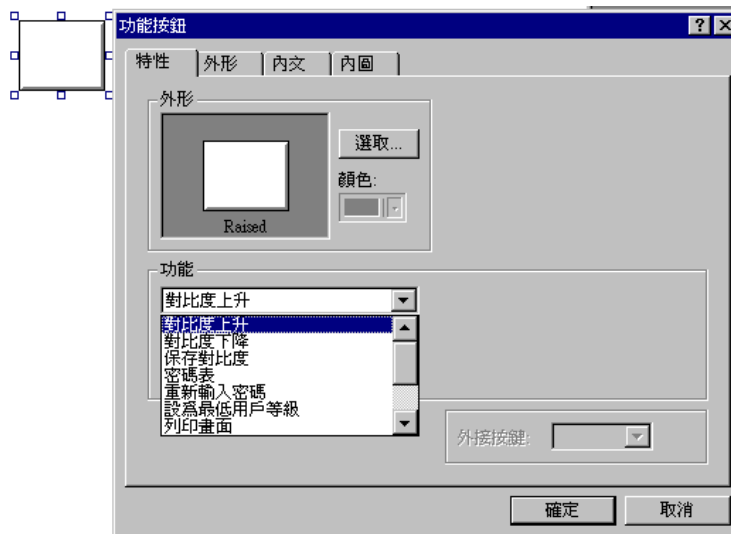 功能按鈕
特性 外形 內文 內圖
外形
選取...
顏色:
Raised
功能
對比度上升
對比度上升
對比度下降
保存對比度
密碼表
重新輸入密碼
設爲最低用戶等級
列印畫面
外接按鍵:
確定 取消